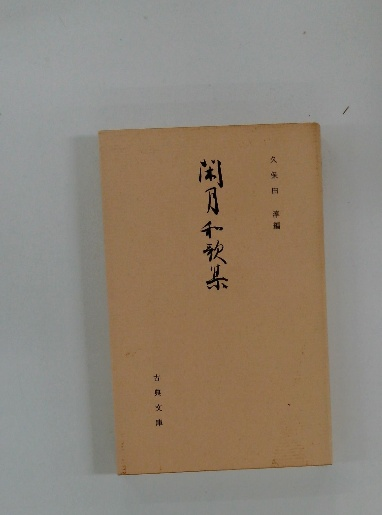 久保田 淳編
閑月和歌集
古典文庫